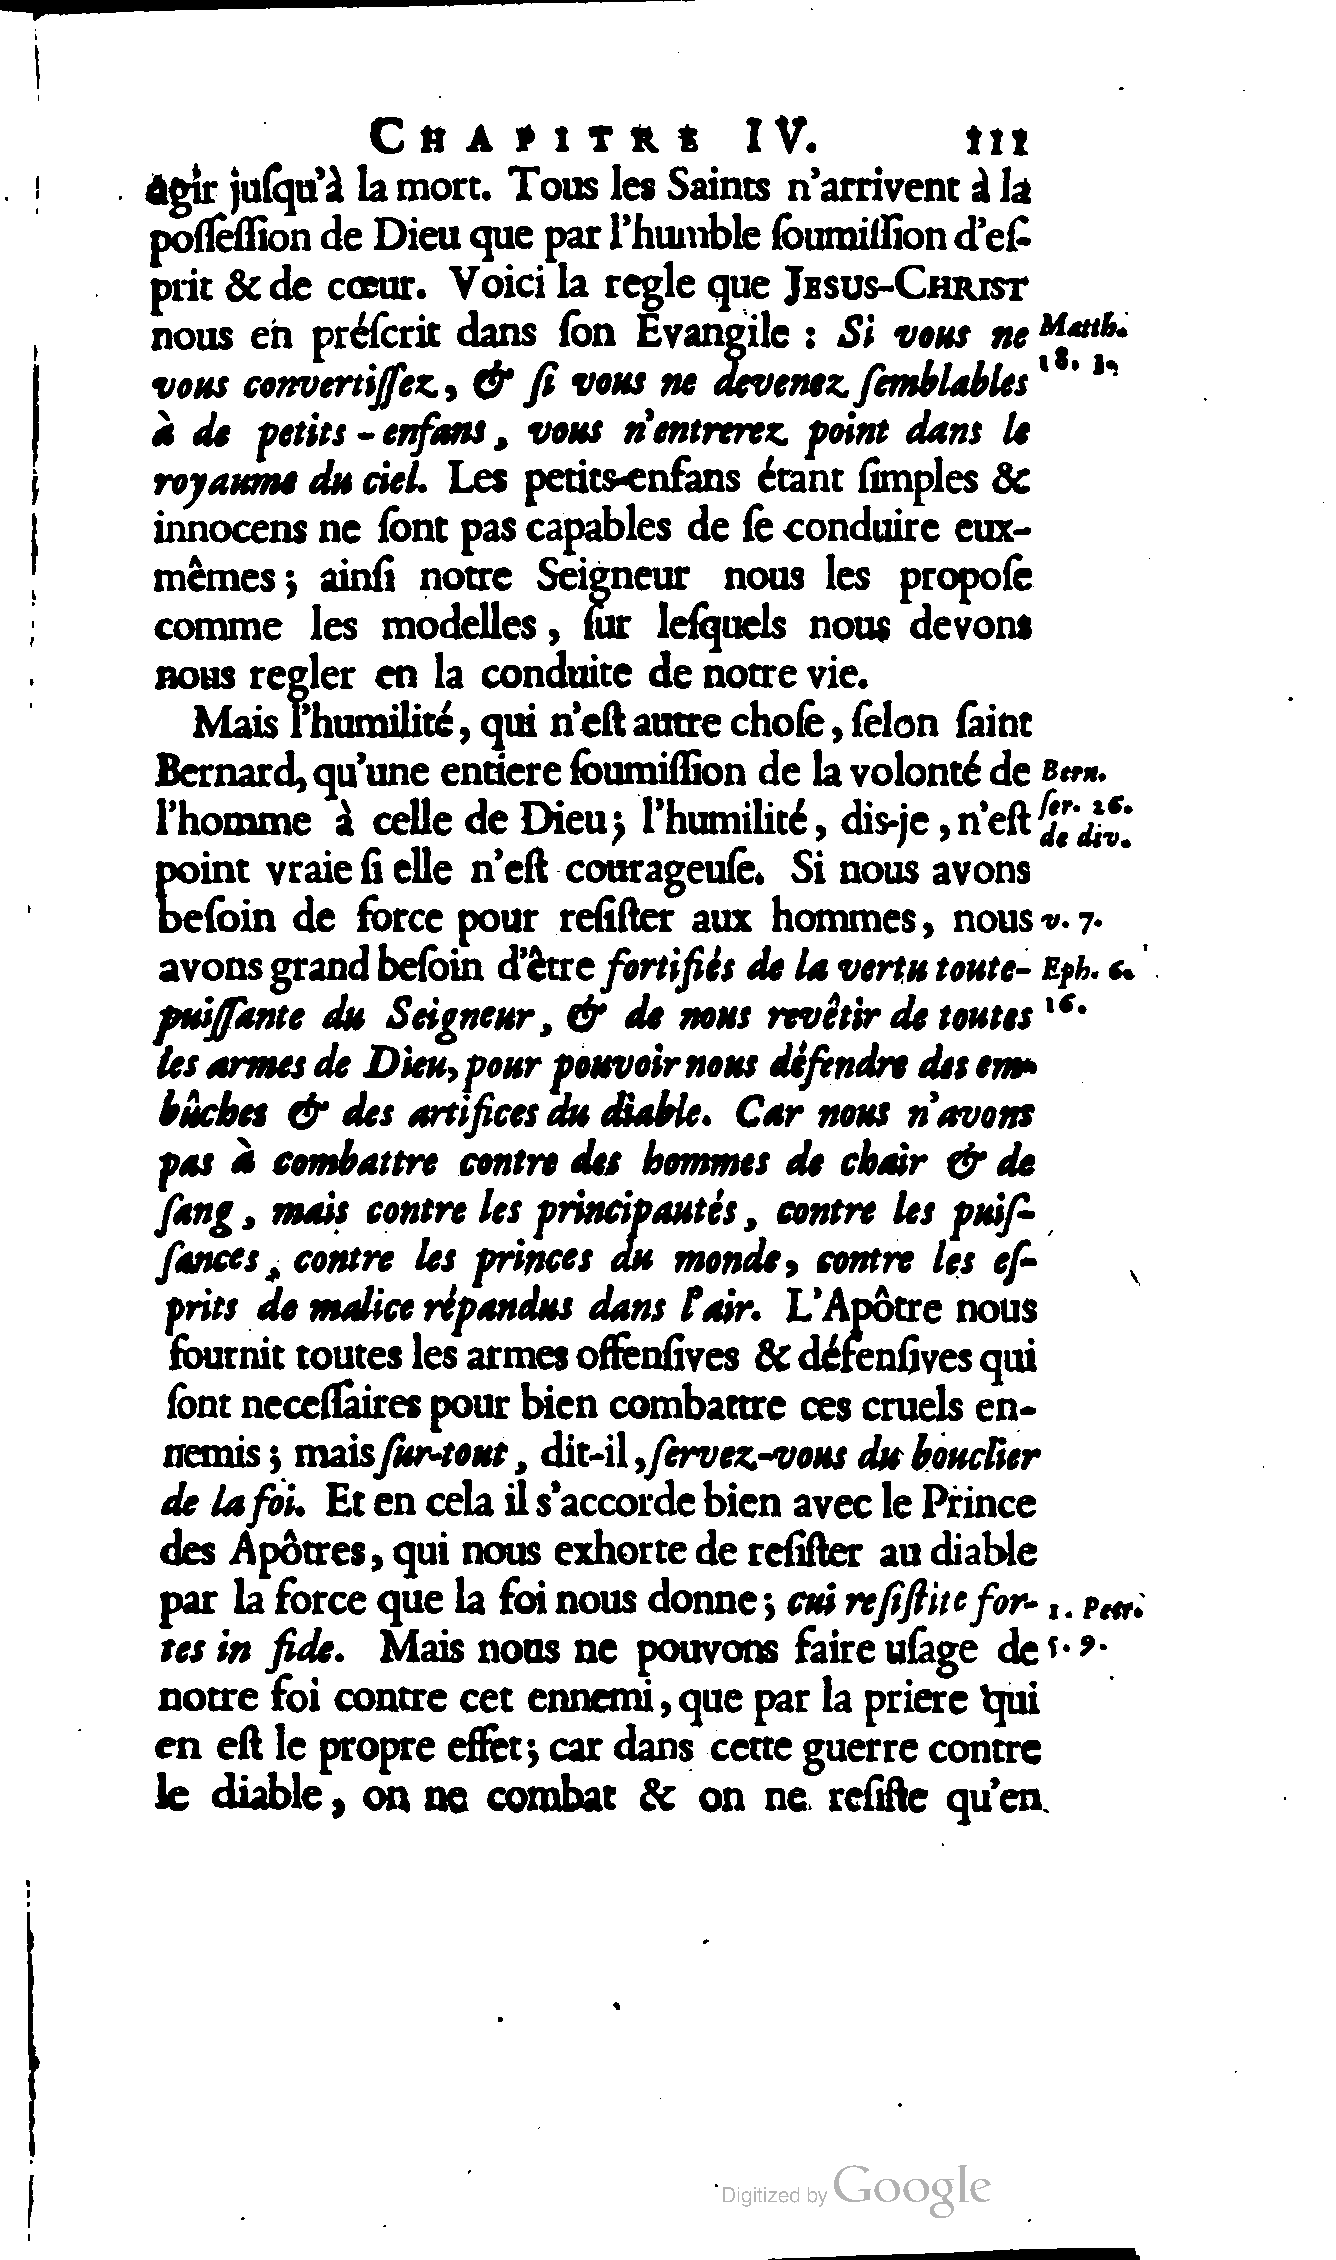 CHAPITRE IV. 111
agir juſqu'à la mort. Tous les Saints n'arrivent à la
poſſeſſion de Dieu que par l'humble ſoumiſſion d'eſ-
prit & de cœur. Voici la regle que JESUS-CHRIST
nous en préſcrit dans ſon Evangile : Si vous ne
Matth.
vous convertiſſez, & ſi vous ne devenez ſemblables
18. 3.
à de petits-enfans, vous n'entrerez point dans le
royaume du ciel. Les petits-enfans étant ſimples &
innocens ne ſont pas capables de ſe conduire eux-
mêmes ; ainſi notre Seigneur nous les propoſe
comme les modelles, ſur leſquels nous devons
nous regler en la conduite de notre vie.
Mais l'humilité, qui n'eſt autre choſe, ſelon ſaint
Bernard, qu'une entiere ſoumiſſion de la volonté de
Bern.
l'homme à celle de Dieu ; l'humilité, dis-je, n'eſt
ſer. 26.
de div.
point vraie ſi elle n'eſt courageuſe. Si nous avons
beſoin de force pour reſiſter aux hommes, nous
v. 7.
avons grand beſoin d'être fortifiés de la vertu toute-
Eph. 6.
puiſſante du Seigneur, & de nous revêtir de toutes
16.
les armes de Dieu, pour pouvoir nous défendre des em-
bûches & des artifices du diable. Car nous n'avons
pas à combattre contre des hommes de chair & de
ſang, mais contre les principautés, contre les puiſ-
ſances, contre les princes du monde, contre les eſ-
prits de malice répandus dans l'air. L'Apôtre nous
fournit toutes les armes offenſives & défenſives qui
ſont neceſſaires pour bien combattre ces cruels en-
nemis ; mais ſur-tout, dit-il, ſervez-vous du bouclier
de la foi. Et en cela il s'accorde bien avec le Prince
des Apôtres, qui nous exhorte de reſiſter au diable
par la force que la foi nous donne ; cui reſiſtite for-
1. Petr.
tes in fide. Mais nous ne pouvons faire uſage de
5. 9.
notre foi contre cet ennemi, que par la priere qui
en eſt le propre effet ; car dans cette guerre contre
le diable, on ne combat & on ne reſiſte qu'en
Digitized by Google